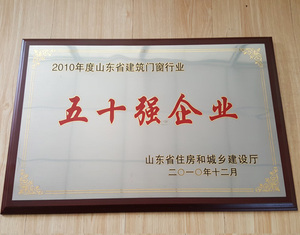 2010年度山东省建筑门窗行业
五十强企业
山东省住房和城乡建设厅
二〇一〇年十二月